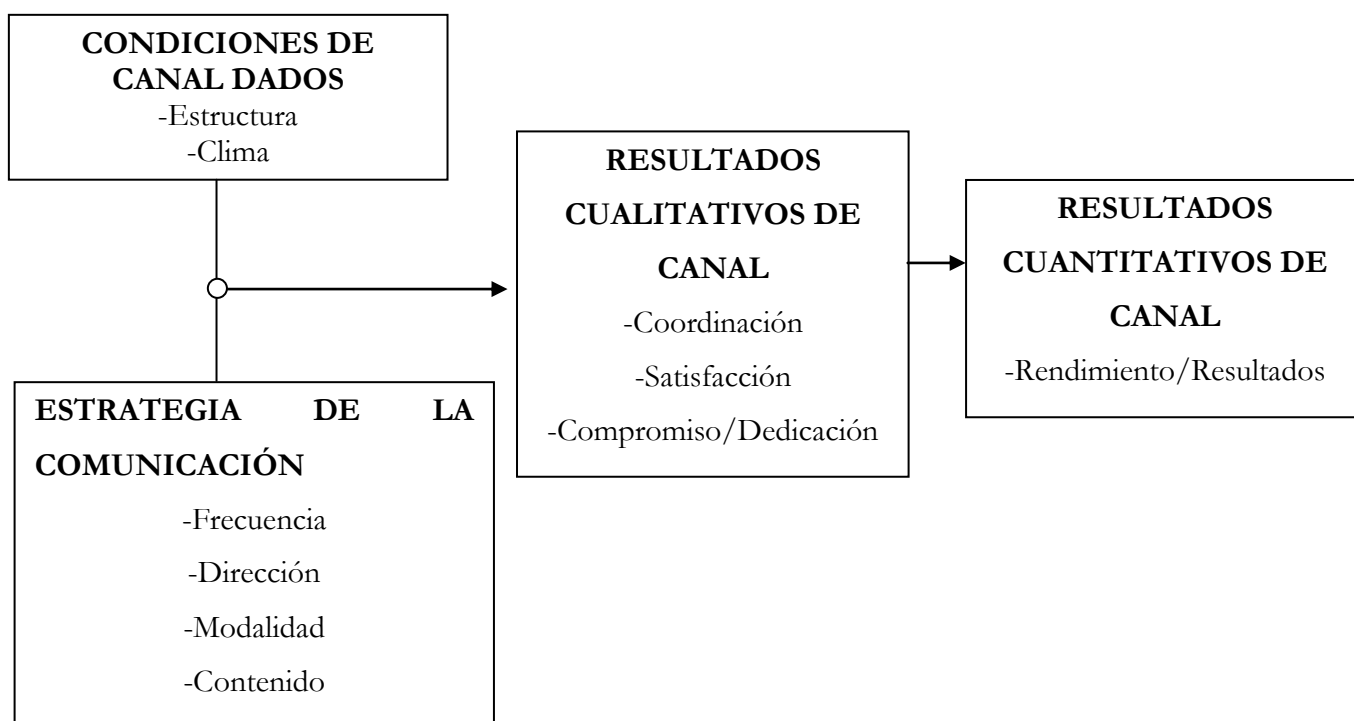 CONDICIONES DE
CANAL DADOS
-Estructura
-Clima
ESTRATEGIA DE LA
COMUNICACIÓN
-Frecuencia
-Dirección
-Modalidad
-Contenido
RESULTADOS
CUALITATIVOS DE
CANAL
-Coordinación
-Satisfacción
-Compromiso/Dedicación
RESULTADOS
CUANTITATIVOS DE
CANAL
-Rendimiento/Resultados